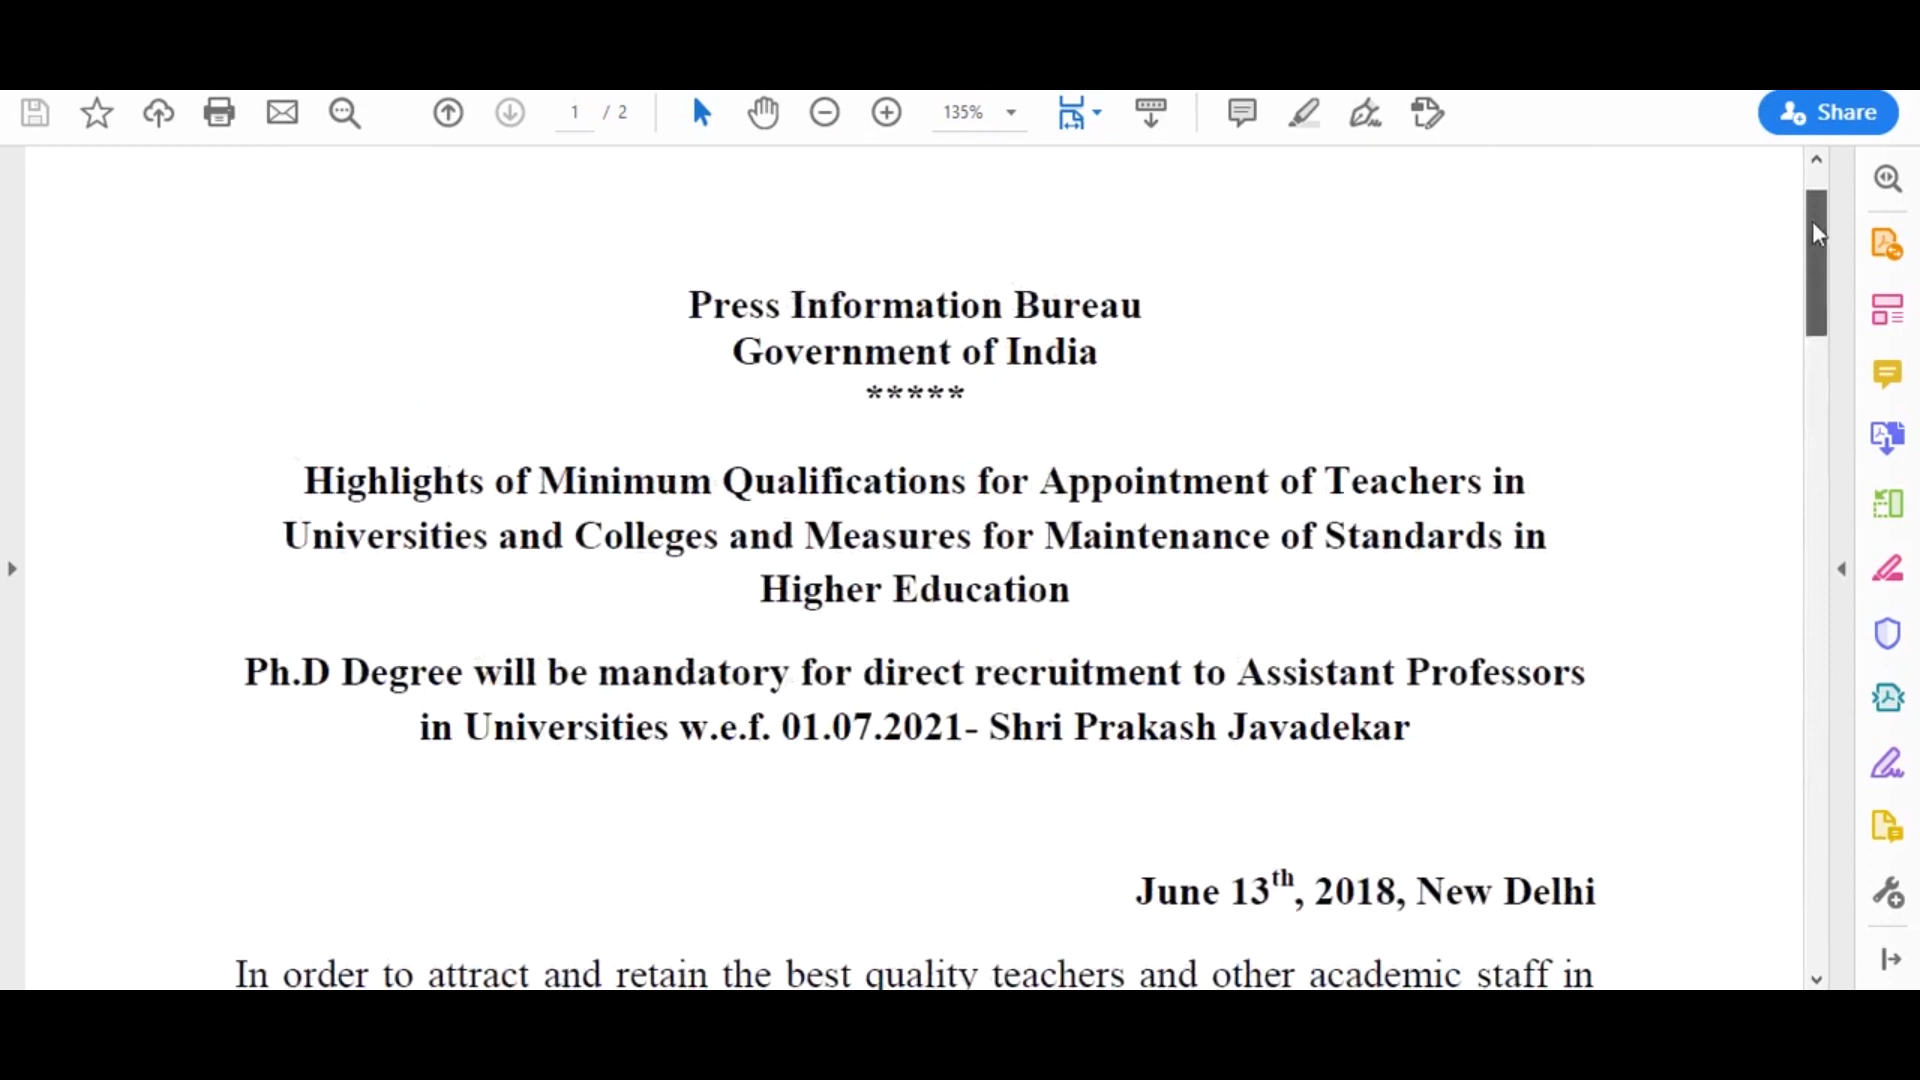 1 / 2
135%
Share
Press Information Bureau
Government of India
*****
Highlights of Minimum Qualifications for Appointment of Teachers in
Universities and Colleges and Measures for Maintenance of Standards in
Higher Education
Ph.D Degree will be mandatory for direct recruitment to Assistant Professors
in Universities w.e.f. 01.07.2021- Shri Prakash Javadekar
June 13th, 2018, New Delhi
In order to attract and retain the best quality teachers and other academic staff in